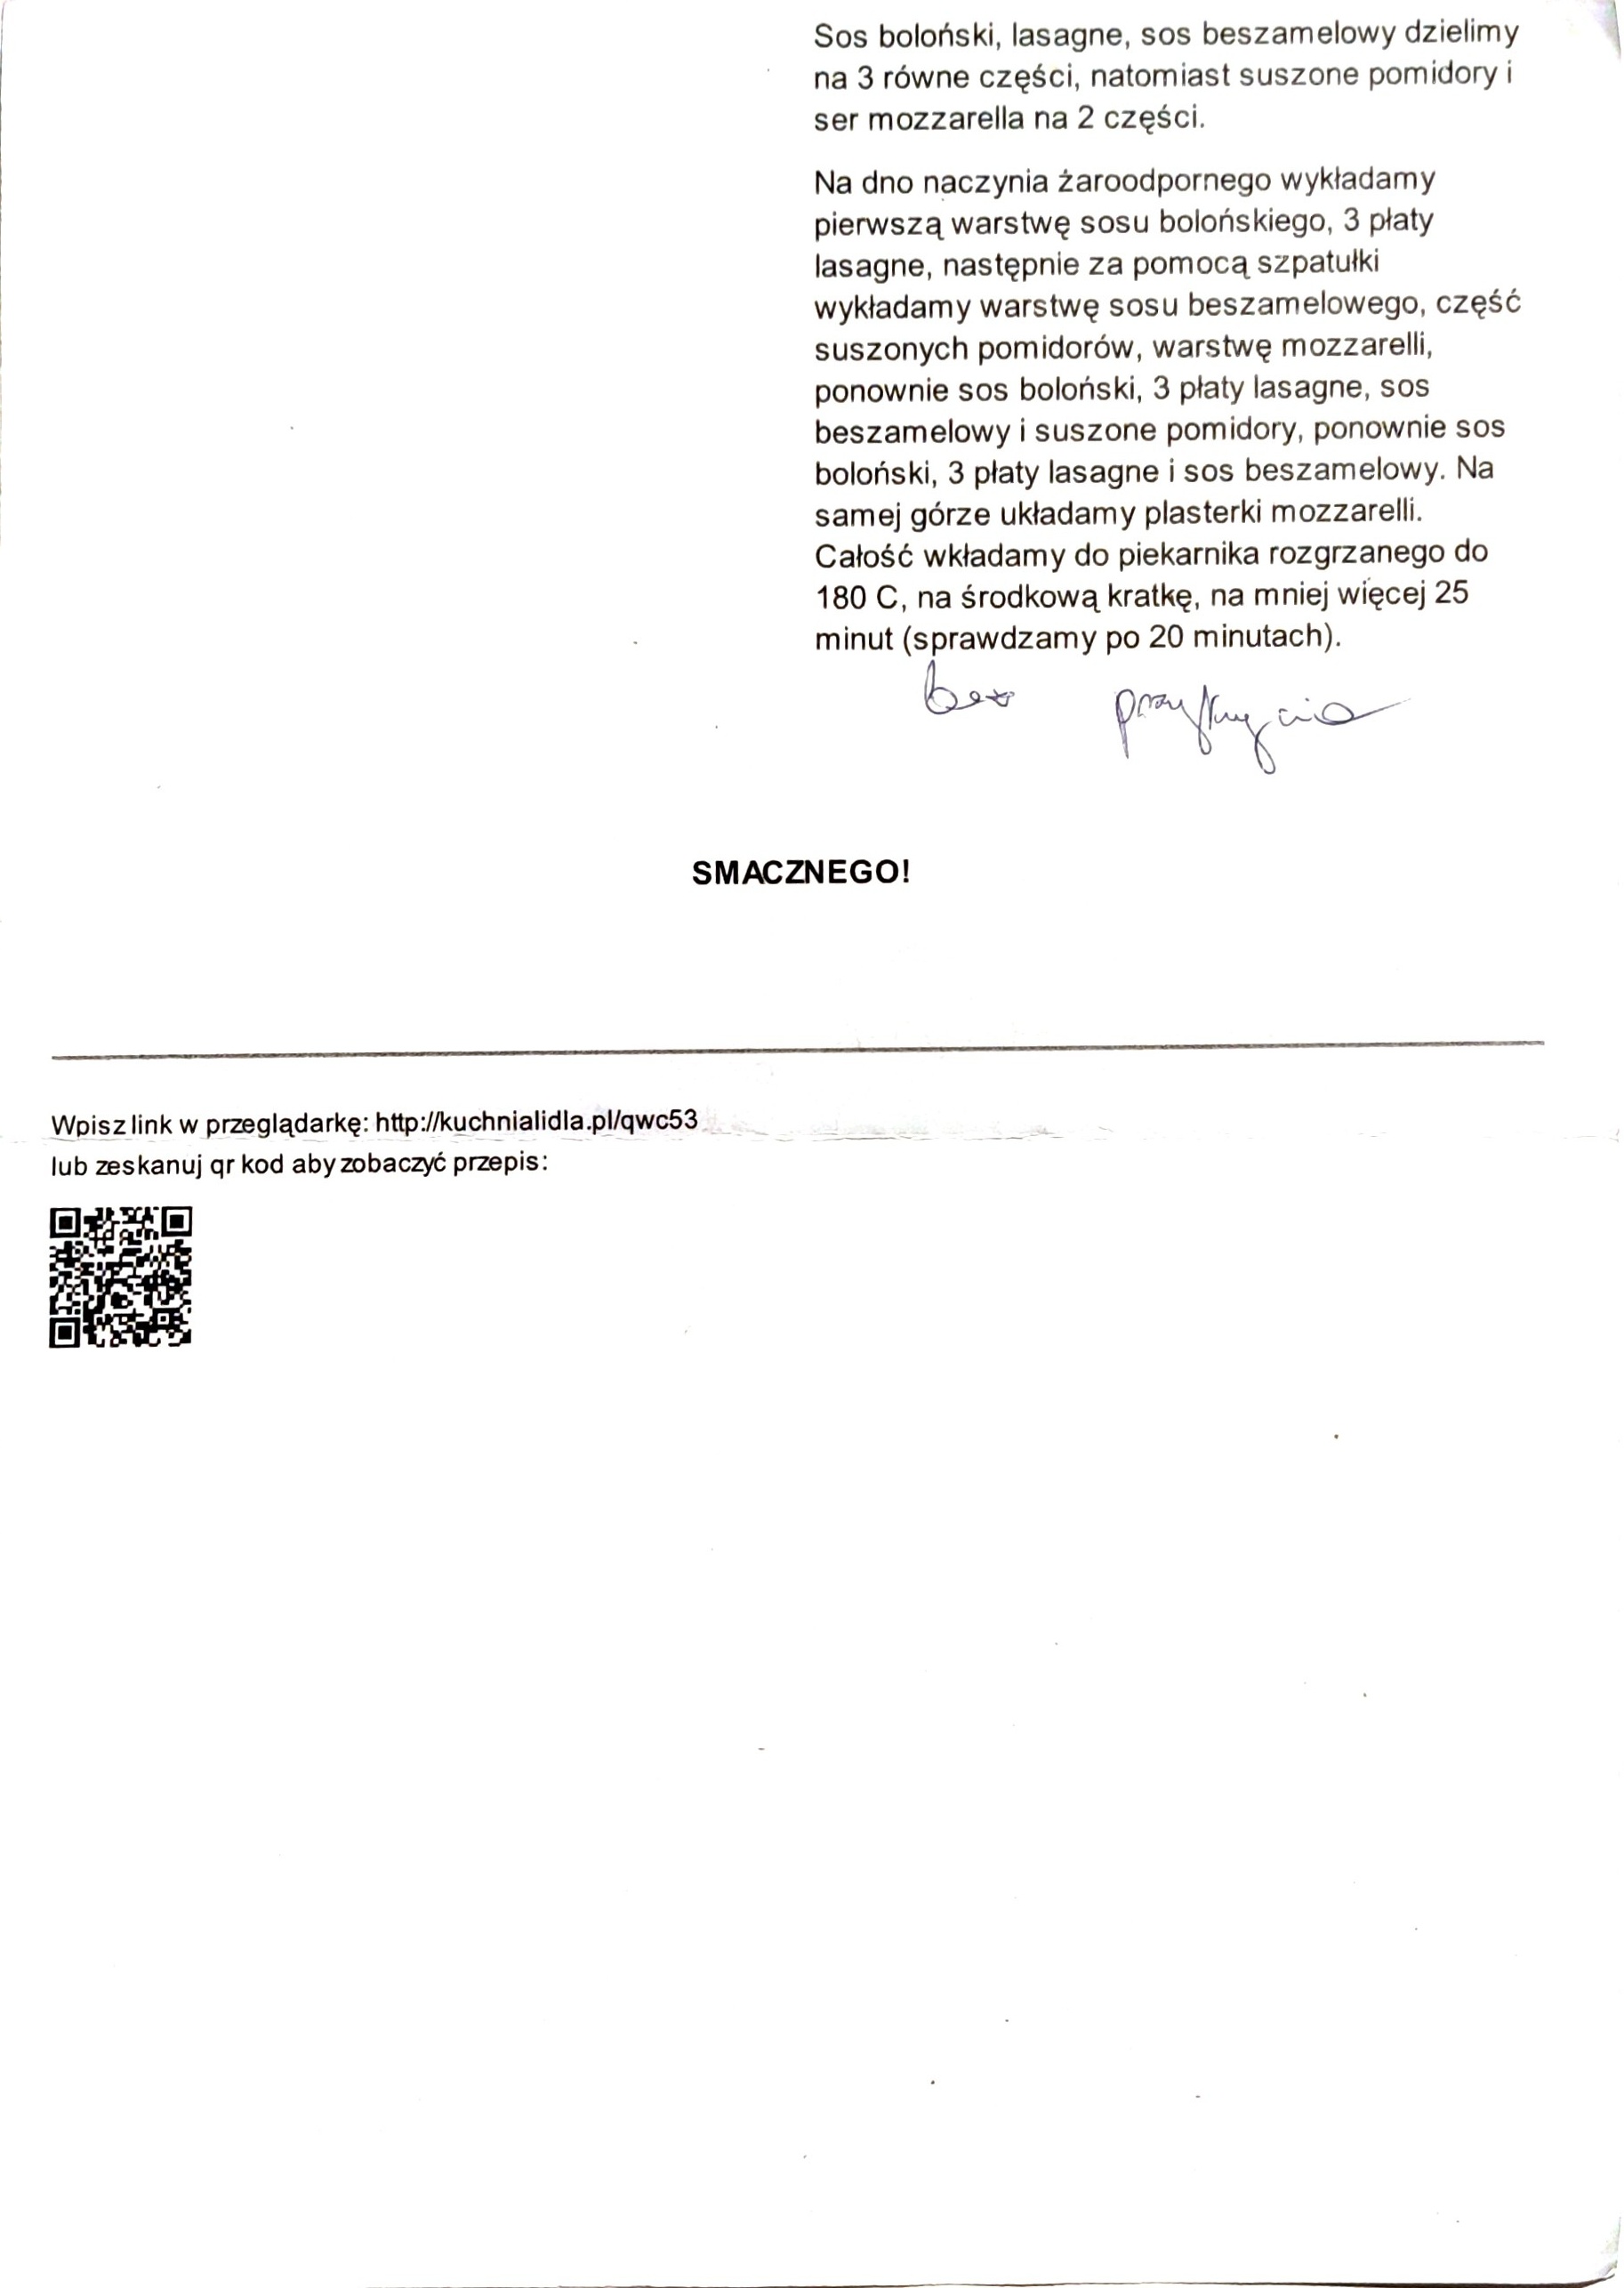 Sos boloński, lasagne, sos beszamelowy dzielimy
na 3 równe części, natomiast suszone pomidory i
ser mozzarella na 2 części.
Na dno naczynia żaroodpornego wykładamy
pierwszą warstwę sosu bolońskiego, 3 płaty
lasagne, następnie za pomocą szpatułki
wykładamy warstwę sosu beszamelowego, część
suszonych pomidorów, warstwę mozzarelli,
ponownie sos boloński, 3 płaty lasagne, sos
beszamelowy i suszone pomidory, ponownie sos
boloński, 3 płaty lasagne i sos beszamelowy. Na
samej górze układamy plasterki mozzarelli.
Całość wkładamy do piekarnika rozgrzanego do
180 C, na środkową kratkę, na mniej więcej 25
minut (sprawdzamy po 20 minutach).
bez przykrycia
SMACZNEGO!
Wpisz link w przeglądarkę: http://kuchnialidla.pl/qwc53
lub zeskanuj qr kod aby zobaczyć przepis: